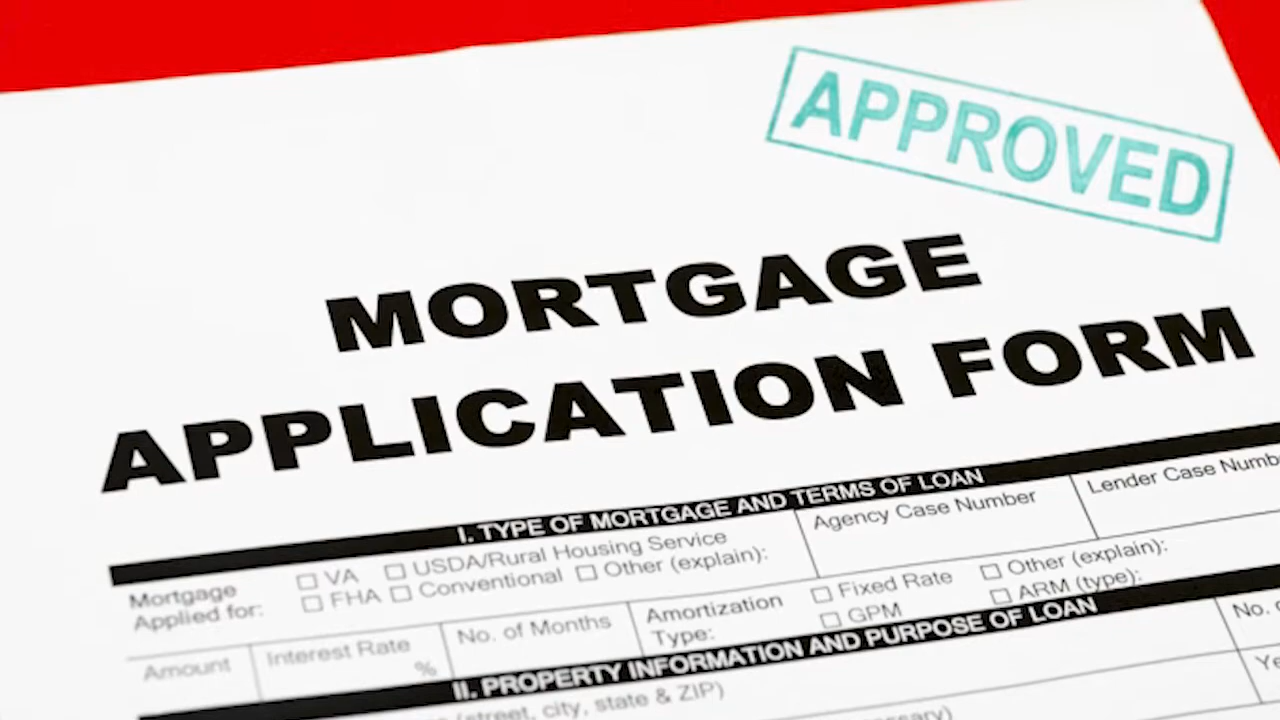 APPROVED
MORTGAGE
APPLICATION FORM
I. TYPE OF MORTGAGE AND TERMS OF LOAN
Mortgage
Applied for:
☐ VA ☐ USDA/Rural Housing Service
☐ FHA ☐ Conventional ☐ Other (explain):
Agency Case Number
Lender Case
Amount
Interest Rate
%
No. of Months
Amortization
Type:
☐ Fixed Rate ☐ Other (explain):
☐ GPM ☐ ARM (type):
II. PROPERTY INFORMATION AND PURPOSE OF LOAN
(street, city, state & ZIP)
No.